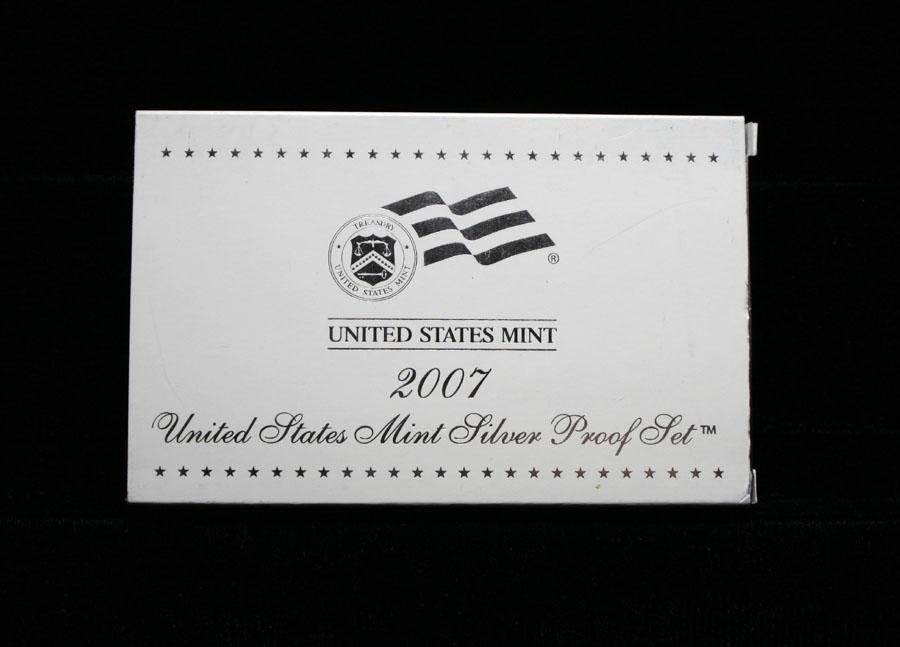 TREASURY
UNITED STATES MINT
®
UNITED STATES MINT
2007
United States Mint Silver Proof Set™